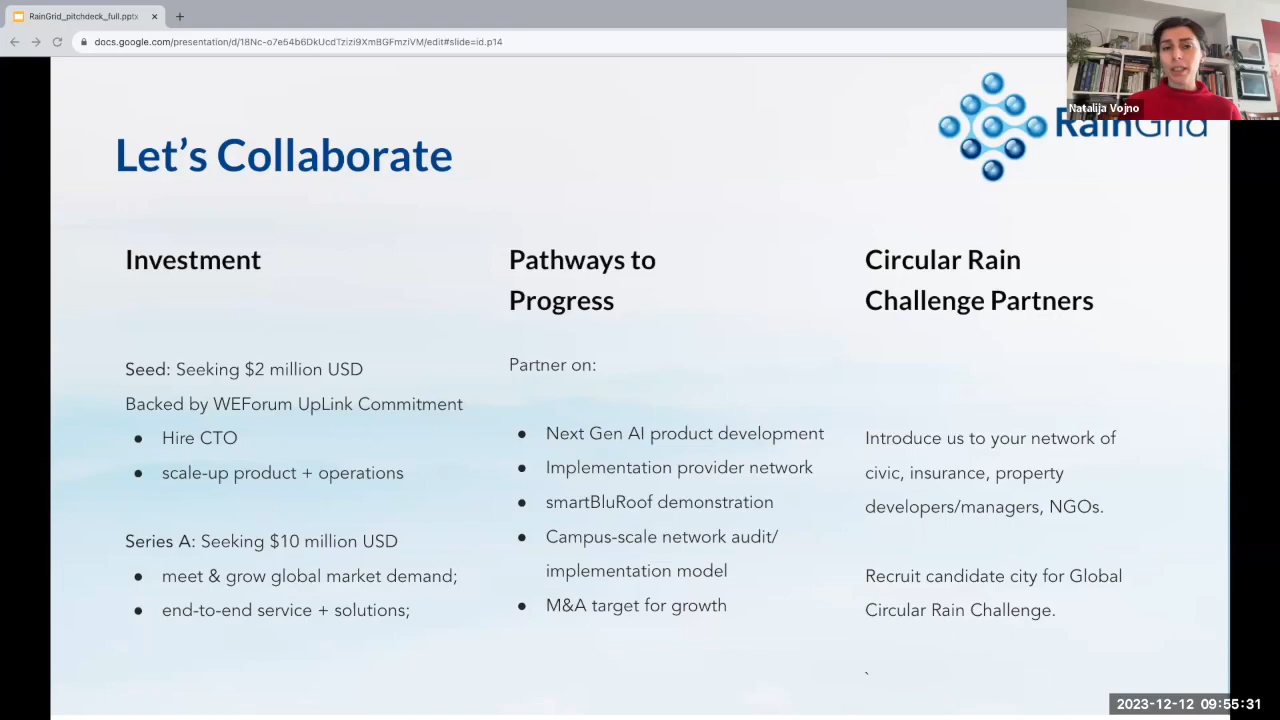 RainGrid_pitchdeck_full.pptx
docs.google.com/presentation/d/18Nc-o7e54b6DkUcdTzizi9XmBGFmziVM/edit#slide=id.p14
Natalija Vojno
RainGrid
Let's Collaborate
Investment
Seed: Seeking $2 million USD
Backed by WEForum UpLink Commitment
● Hire CTO
● scale-up product + operations
Series A: Seeking $10 million USD
● meet & grow global market demand;
● end-to-end service + solutions;
Pathways to
Progress
Partner on:
● Next Gen AI product development
● Implementation provider network
● smartBluRoof demonstration
● Campus-scale network audit/
implementation model
● M&A target for growth
Circular Rain
Challenge Partners
Introduce us to your network of
civic, insurance, property
developers/managers, NGOs.
Recruit candidate city for Global
Circular Rain Challenge.
`
2023-12-12 09:55:31